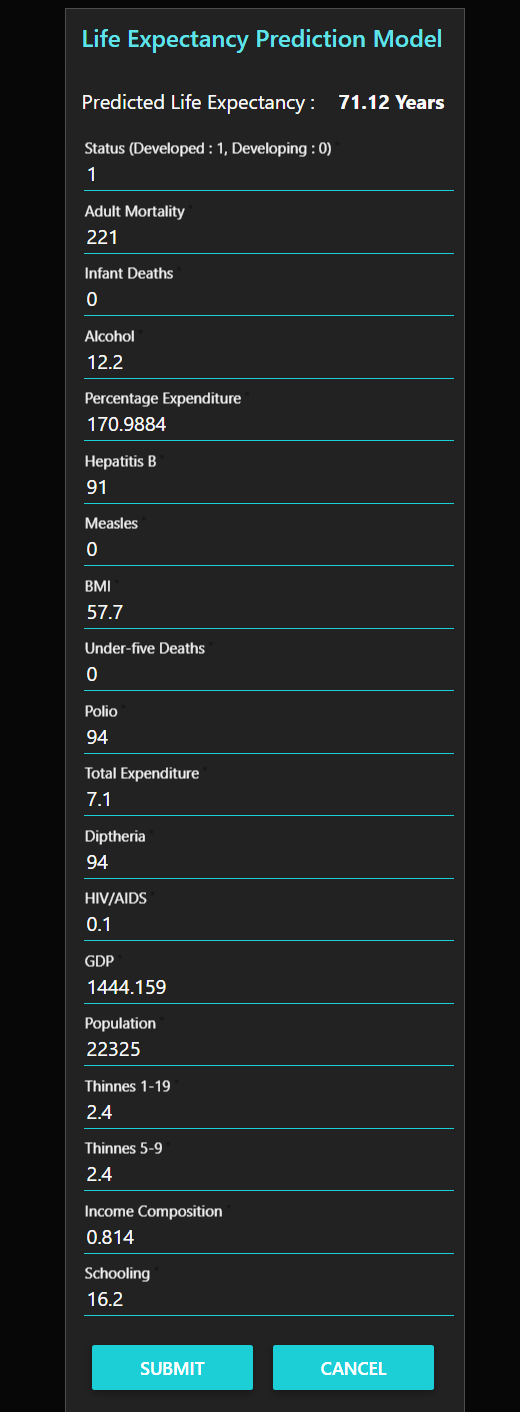 Life Expectancy Prediction Model
Predicted Life Expectancy : 71.12 Years
Status (Developed : 1, Developing : 0) *
1
Adult Mortality *
221
Infant Deaths *
0
Alcohol *
12.2
Percentage Expenditure *
170.9884
Hepatitis B *
91
Measles *
0
BMI *
57.7
Under-five Deaths *
0
Polio *
94
Total Expenditure *
7.1
Diptheria *
94
HIV/AIDS *
0.1
GDP *
1444.159
Population *
22325
Thinnes 1-19 *
2.4
Thinnes 5-9 *
2.4
Income Composition *
0.814
Schooling *
16.2
SUBMIT CANCEL